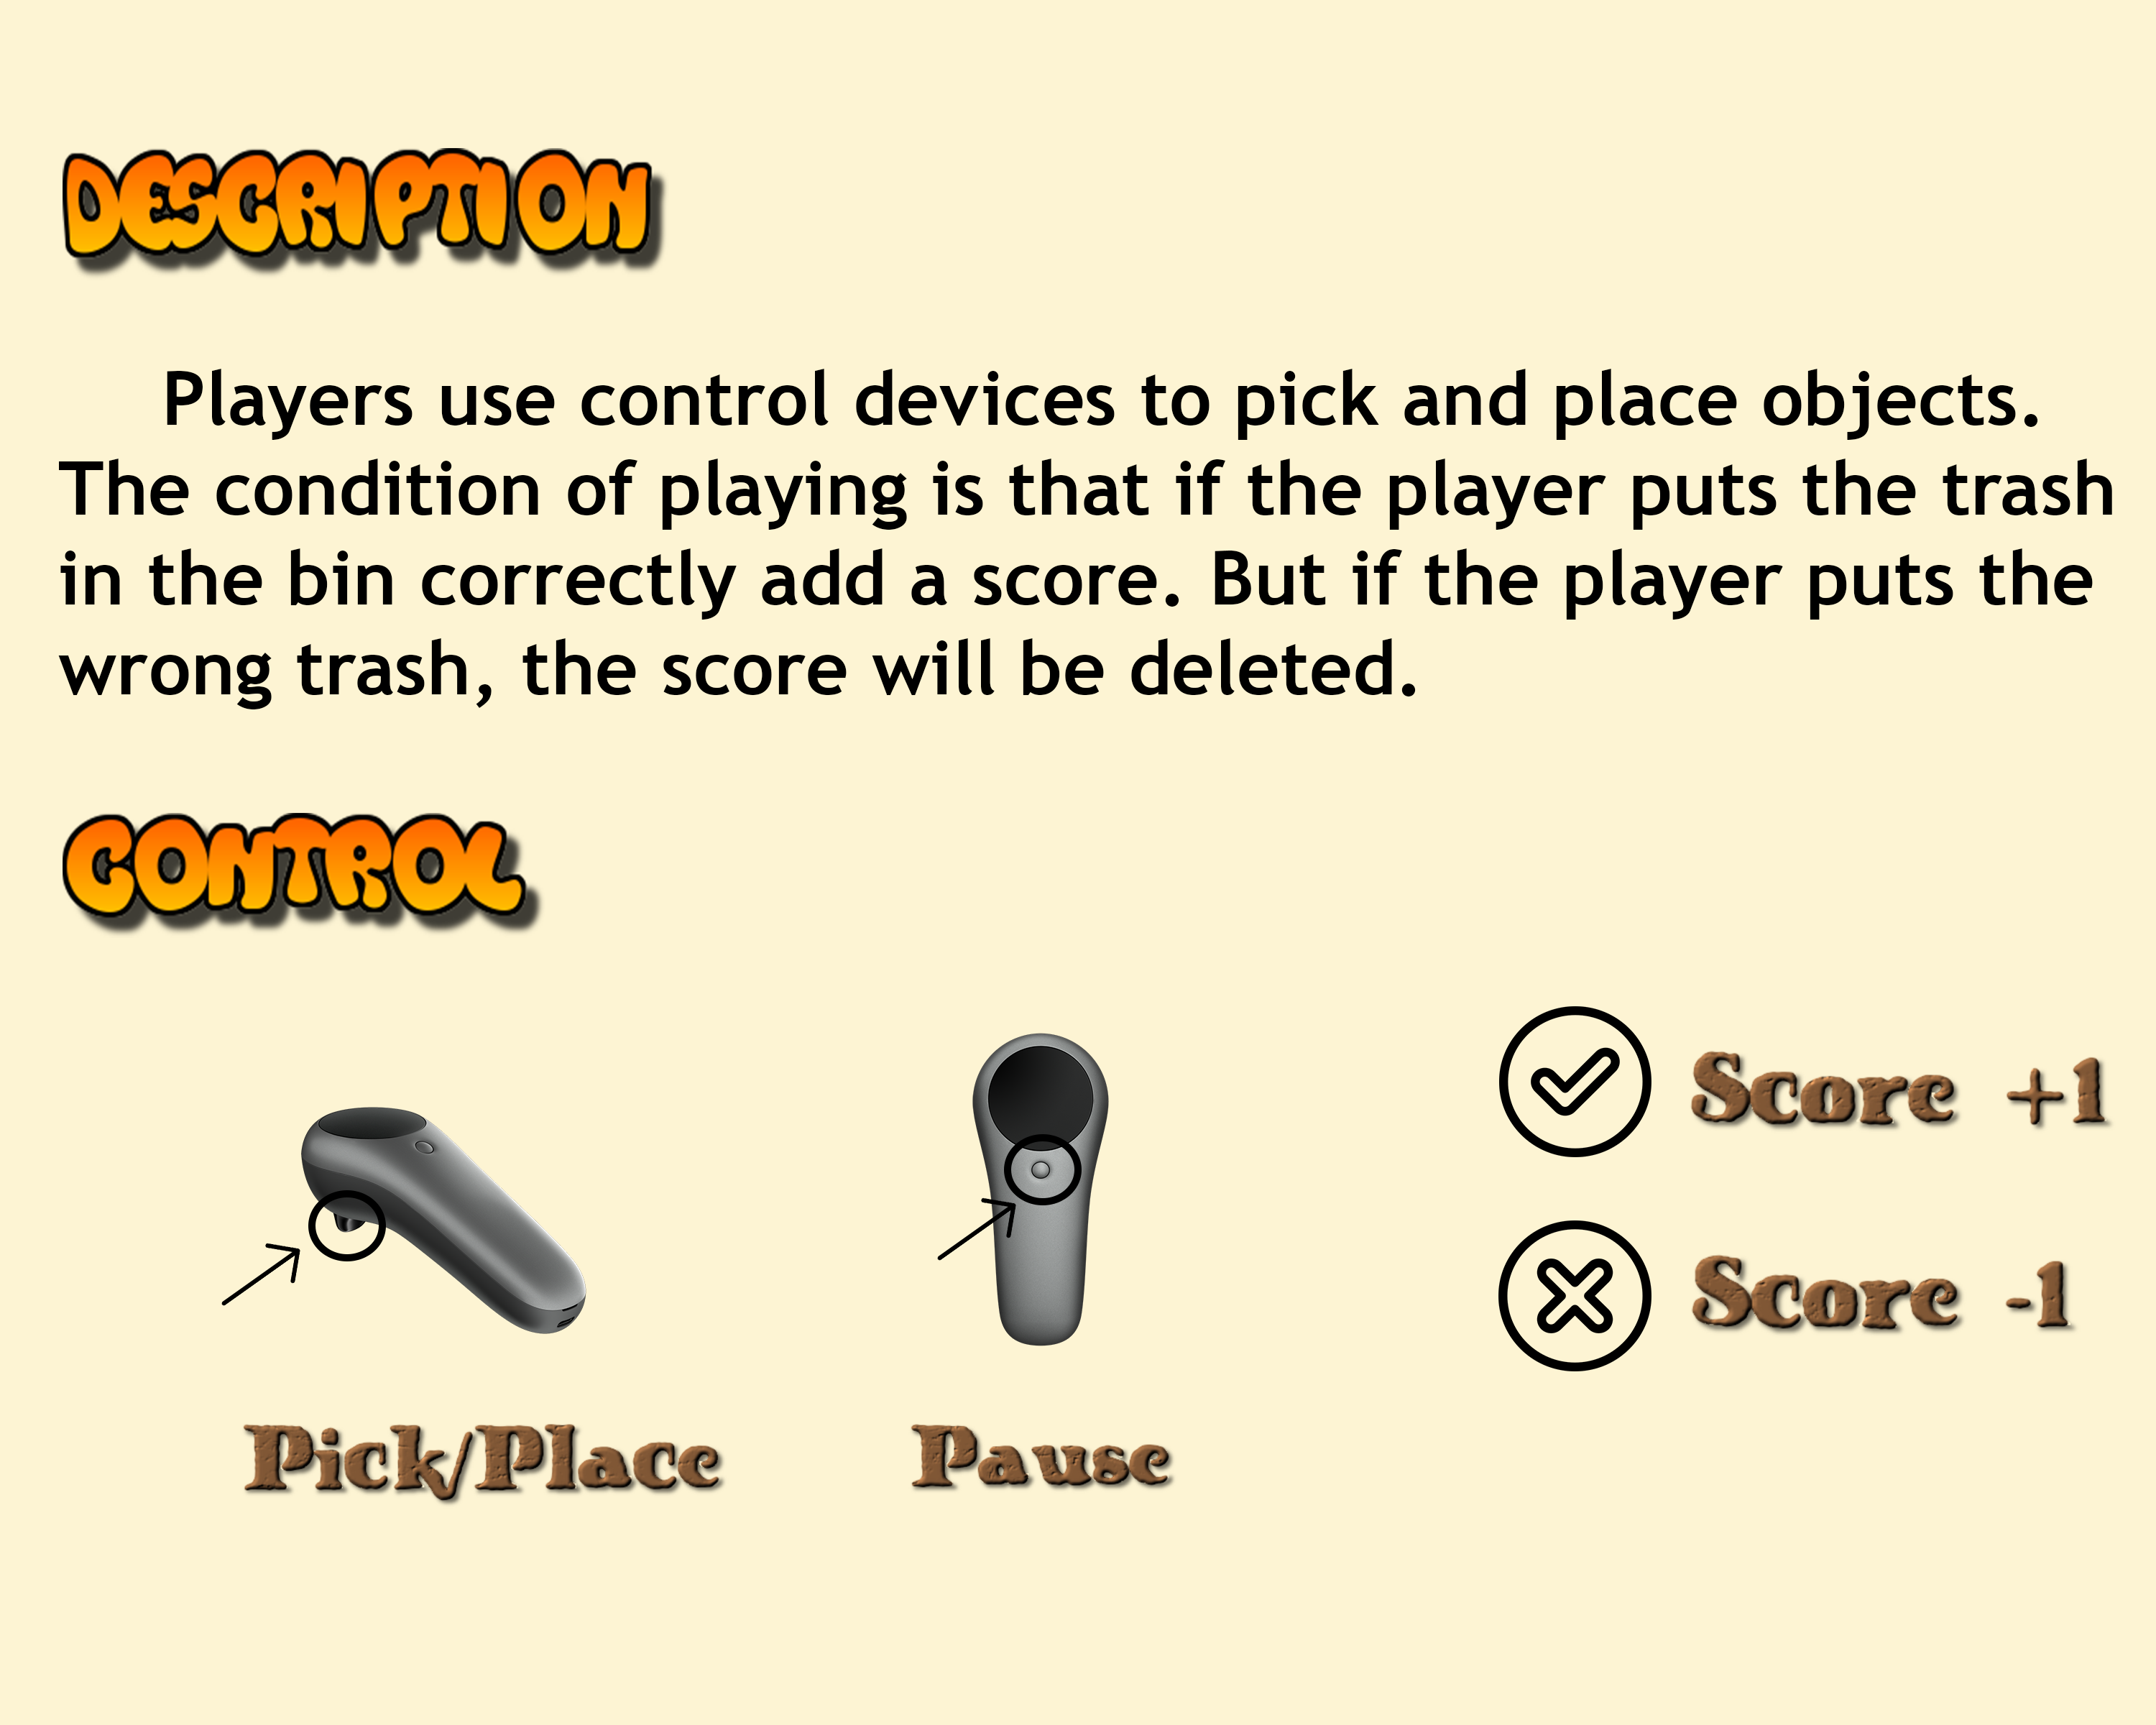 DESCRIPTION
Players use control devices to pick and place objects.
The condition of playing is that if the player puts the trash
in the bin correctly add a score. But if the player puts the
wrong trash, the score will be deleted.
CONTROL
Score +1
Score -1
Pick/Place
Pause